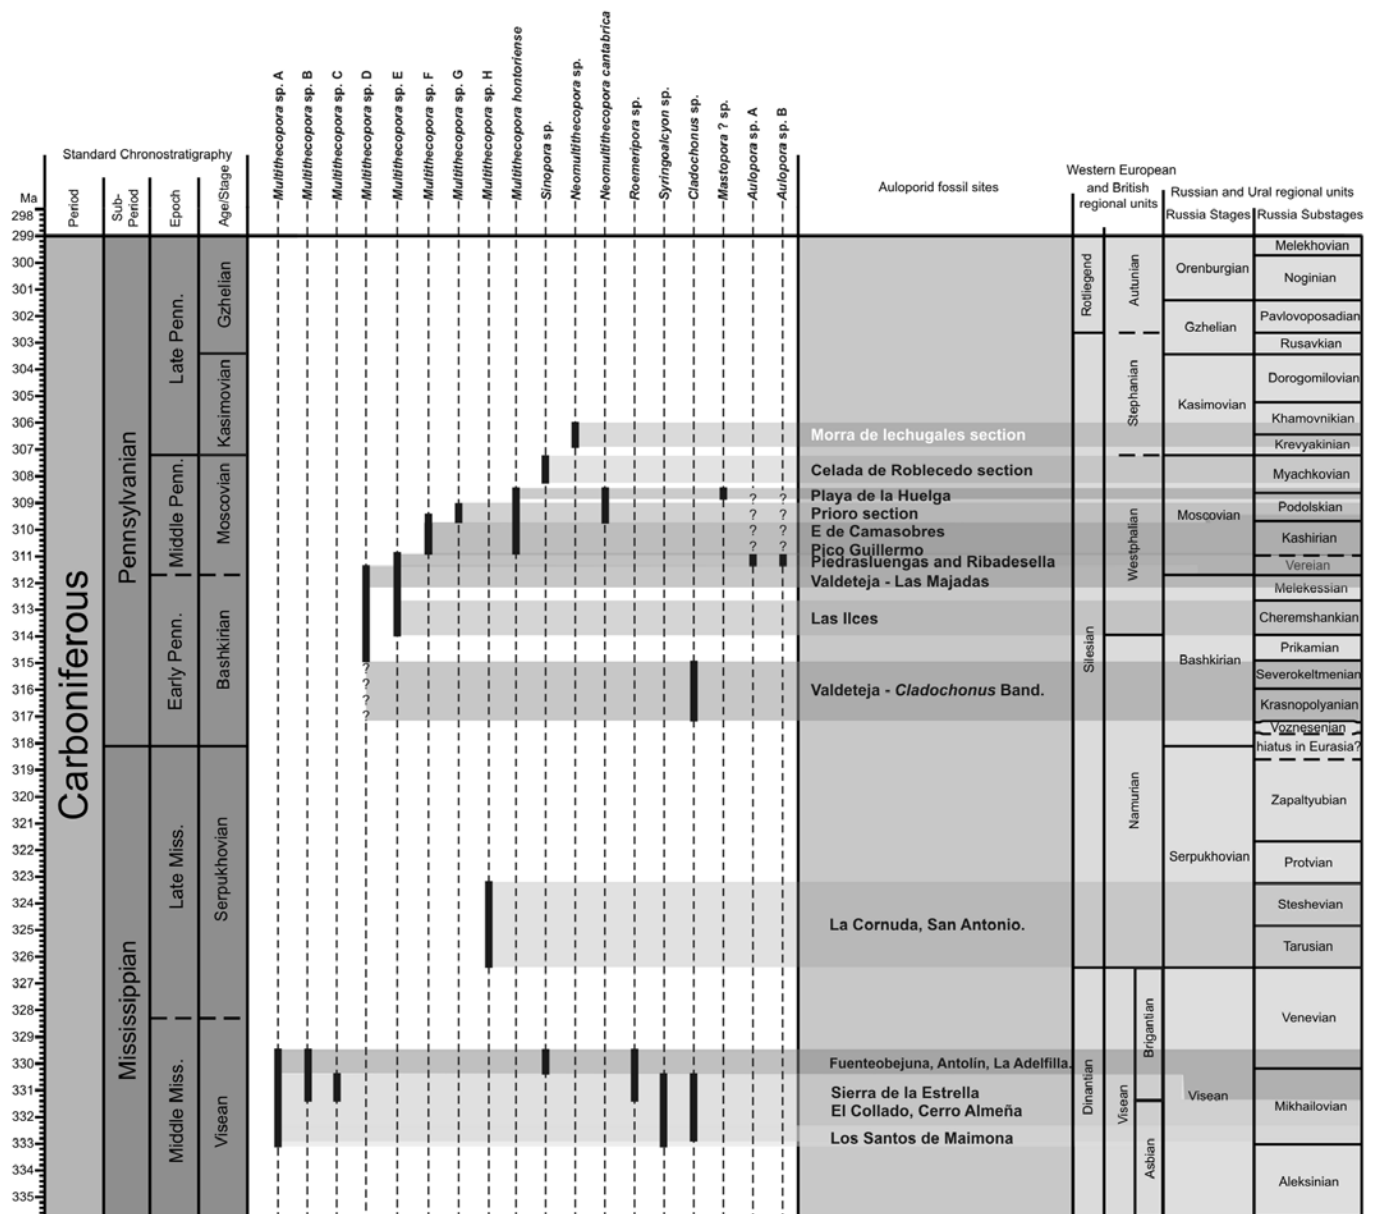 Multithecopora sp. A
Multithecopora sp. B
Multithecopora sp. C
Multithecopora sp. D
Multithecopora sp. E
Multithecopora sp. F
Multithecopora sp. G
Multithecopora sp. H
Multithecopora hontoriense
Sinopora sp.
Neomultithecopora sp.
Neomultithecopora cantabrica
Roemeripora sp.
Syringoalcyon sp.
Cladochonus sp.
Mastopora ? sp.
Aulopora sp. A
Aulopora sp. B
Standard Chronostratigraphy
Ma
Period
Sub-
Period
Epoch
Age/Stage
Auloporid fossil sites
Western European
and British
regional units
Russian and Ural regional units
Russia Stages
Russia Substages
298
299
300
301
302
303
304
305
306
307
308
309
310
311
312
313
314
315
316
317
318
319
320
321
322
323
324
325
326
327
328
329
330
331
332
333
334
335
Carboniferous
Pennsylvanian
Mississippian
Late Penn.
Middle Penn.
Early Penn.
Late Miss.
Middle Miss.
Gzhelian
Kasimovian
Moscovian
Bashkirian
Serpukhovian
Visean
?
?
?
?
?
?
?
?
?
?
?
?
Morra de lechugales section
Celada de Roblecedo section
Playa de la Huelga
Prioro section
E de Camasobres
Pico Guillermo
Piedrasluengas and Ribadesella
Valdeteja - Las Majadas
Las Ilces
Valdeteja - Cladochonus Band.
La Cornuda, San Antonio.
Fuenteobejuna, Antolín, La Adelfilla.
Sierra de la Estrella
El Collado, Cerro Almeña
Los Santos de Maimona
Rotliegend
Silesian
Dinantian
Autunian
Stephanian
Westphalian
Namurian
Visean
Brigantian
Asbian
Orenburgian
Gzhelian
Kasimovian
Moscovian
Bashkirian
Serpukhovian
Visean
Melekhovian
Noginian
Pavlovoposadian
Rusavkian
Dorogomilovian
Khamovnikian
Krevyakinian
Myachkovian
Podolskian
Kashirian
Vereian
Melekessian
Cheremshankian
Prikamian
Severokeltmenian
Krasnopolyanian
Voznesenian
hiatus in Eurasia?
Zapaltyubian
Protvian
Steshevian
Tarusian
Venevian
Mikhailovian
Aleksinian